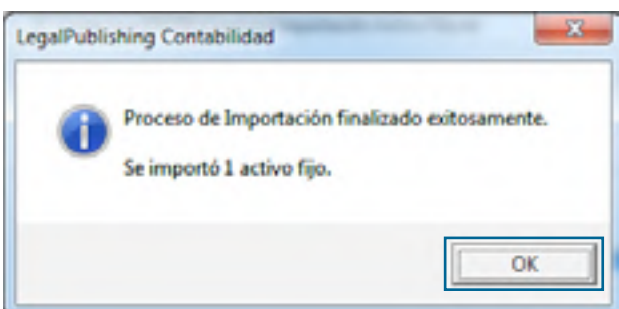 LegalPublishing Contabilidad
Proceso de Importación finalizado exitosamente.
Se importó 1 activo fijo.
OK